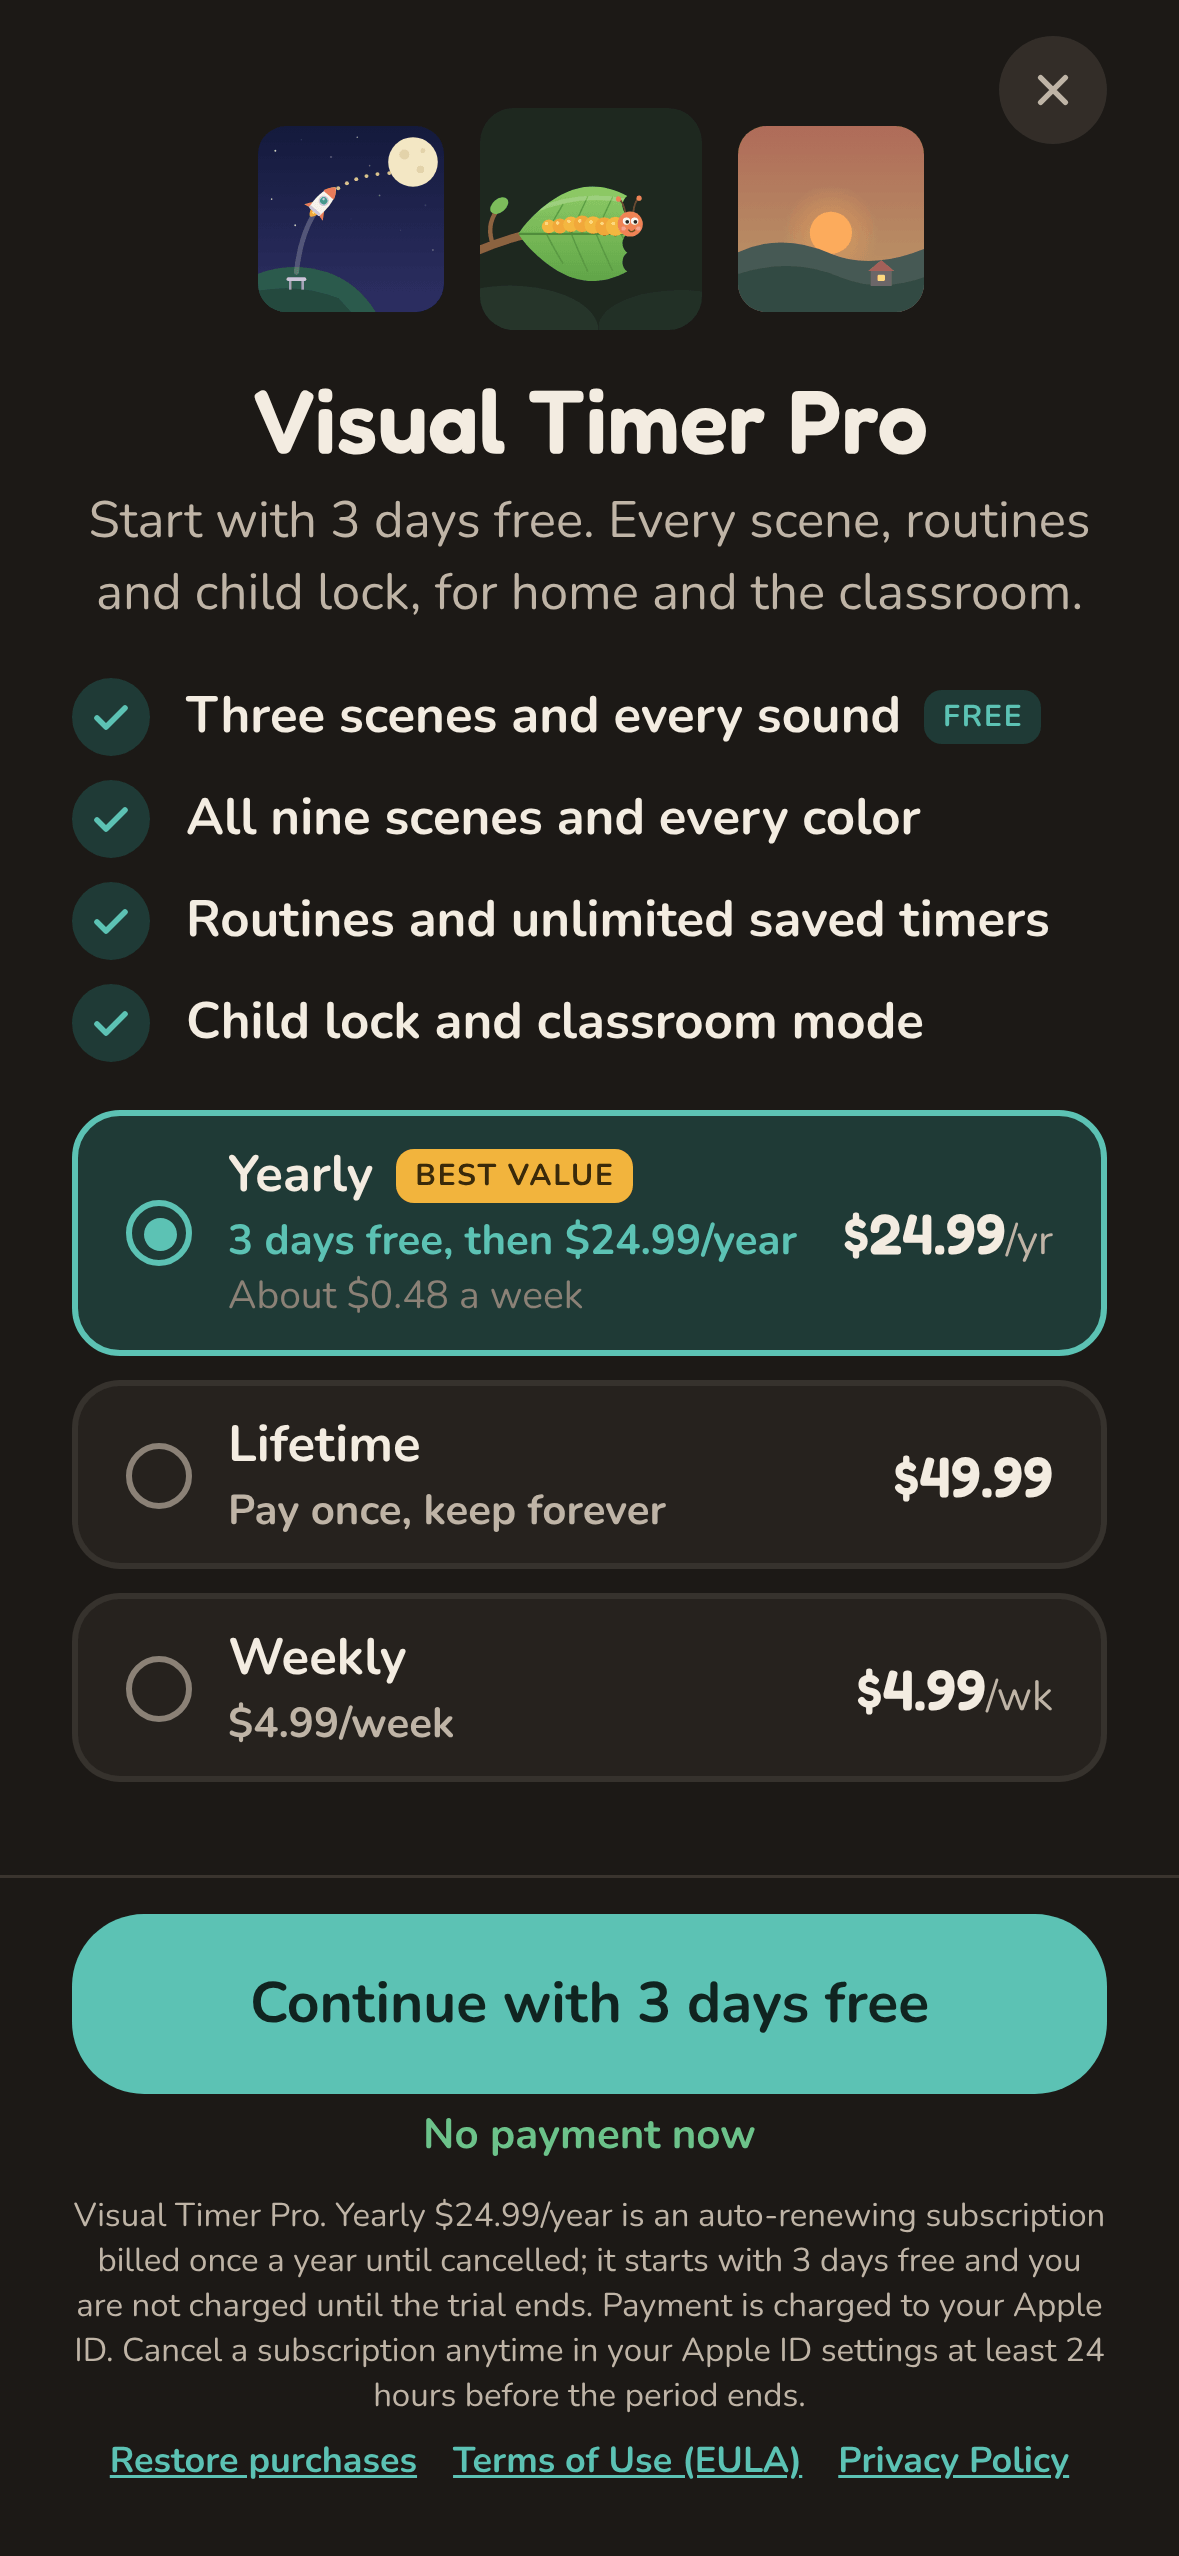 Visual Timer Pro
Start with 3 days free. Every scene, routines
and child lock, for home and the classroom.
Three scenes and every sound FREE
All nine scenes and every color
Routines and unlimited saved timers
Child lock and classroom mode
Yearly BEST VALUE
3 days free, then $24.99/year
$24.99/yr
About $0.48 a week
Lifetime
Pay once, keep forever
$49.99
Weekly
$4.99/week
$4.99/wk
Continue with 3 days free
No payment now
Visual Timer Pro. Yearly $24.99/year is an auto-renewing subscription
billed once a year until cancelled; it starts with 3 days free and you
are not charged until the trial ends. Payment is charged to your Apple
ID. Cancel a subscription anytime in your Apple ID settings at least 24
hours before the period ends.
Restore purchases Terms of Use (EULA) Privacy Policy